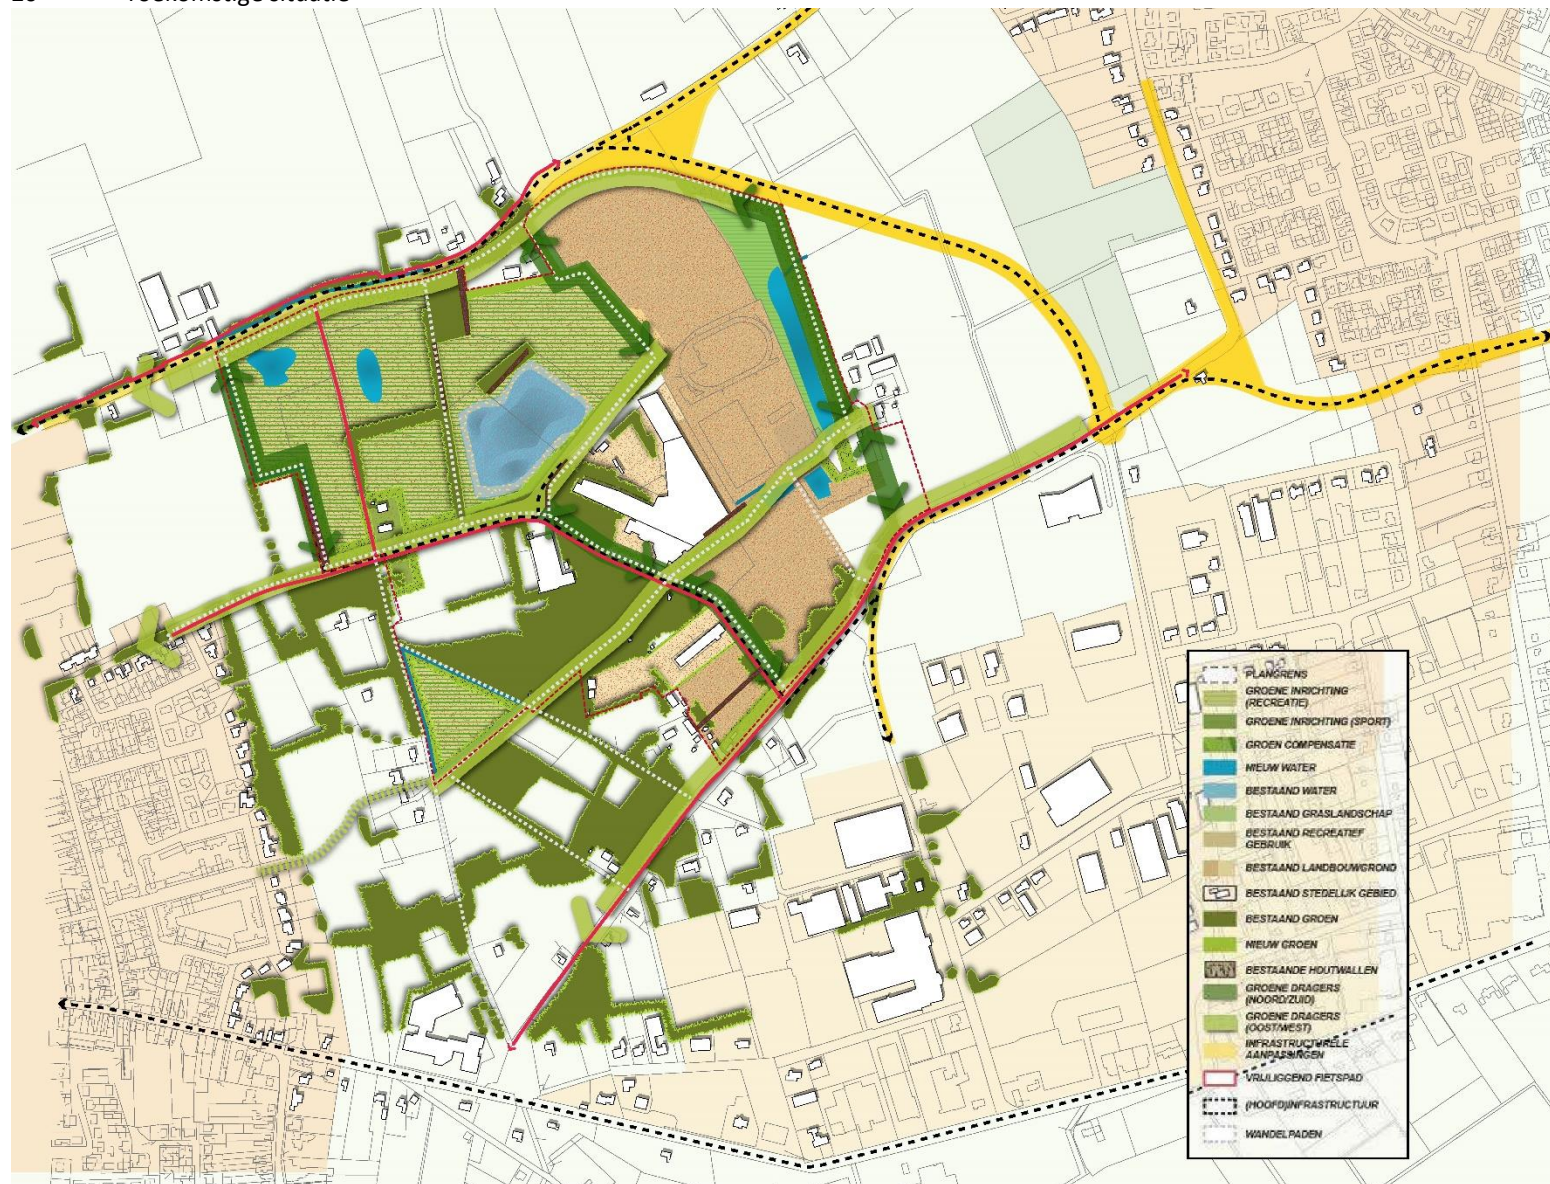 Toekomstige situatie
PLANGRENS
GROENE INRICHTING
(RECREATIE)
GROENE INRICHTING (SPORT)
GROEN COMPENSATIE
NIEUW WATER
BESTAAND WATER
BESTAAND GRASLANDSCHAP
BESTAAND RECREATIEF
GEBRUIK
BESTAAND LANDBOUWGROND
BESTAAND STEDELIJK GEBIED
BESTAAND GROEN
NIEUW GROEN
BESTAANDE HOUTWALLEN
GROENE DRAGERS
(NOORD/ZUID)
GROENE DRAGERS
(OOST/WEST)
INFRASTRUCTURELE
AANPASSINGEN
VRIJLIGGEND FIETSPAD
(HOOFD)INFRASTRUCTUUR
WANDELPADEN